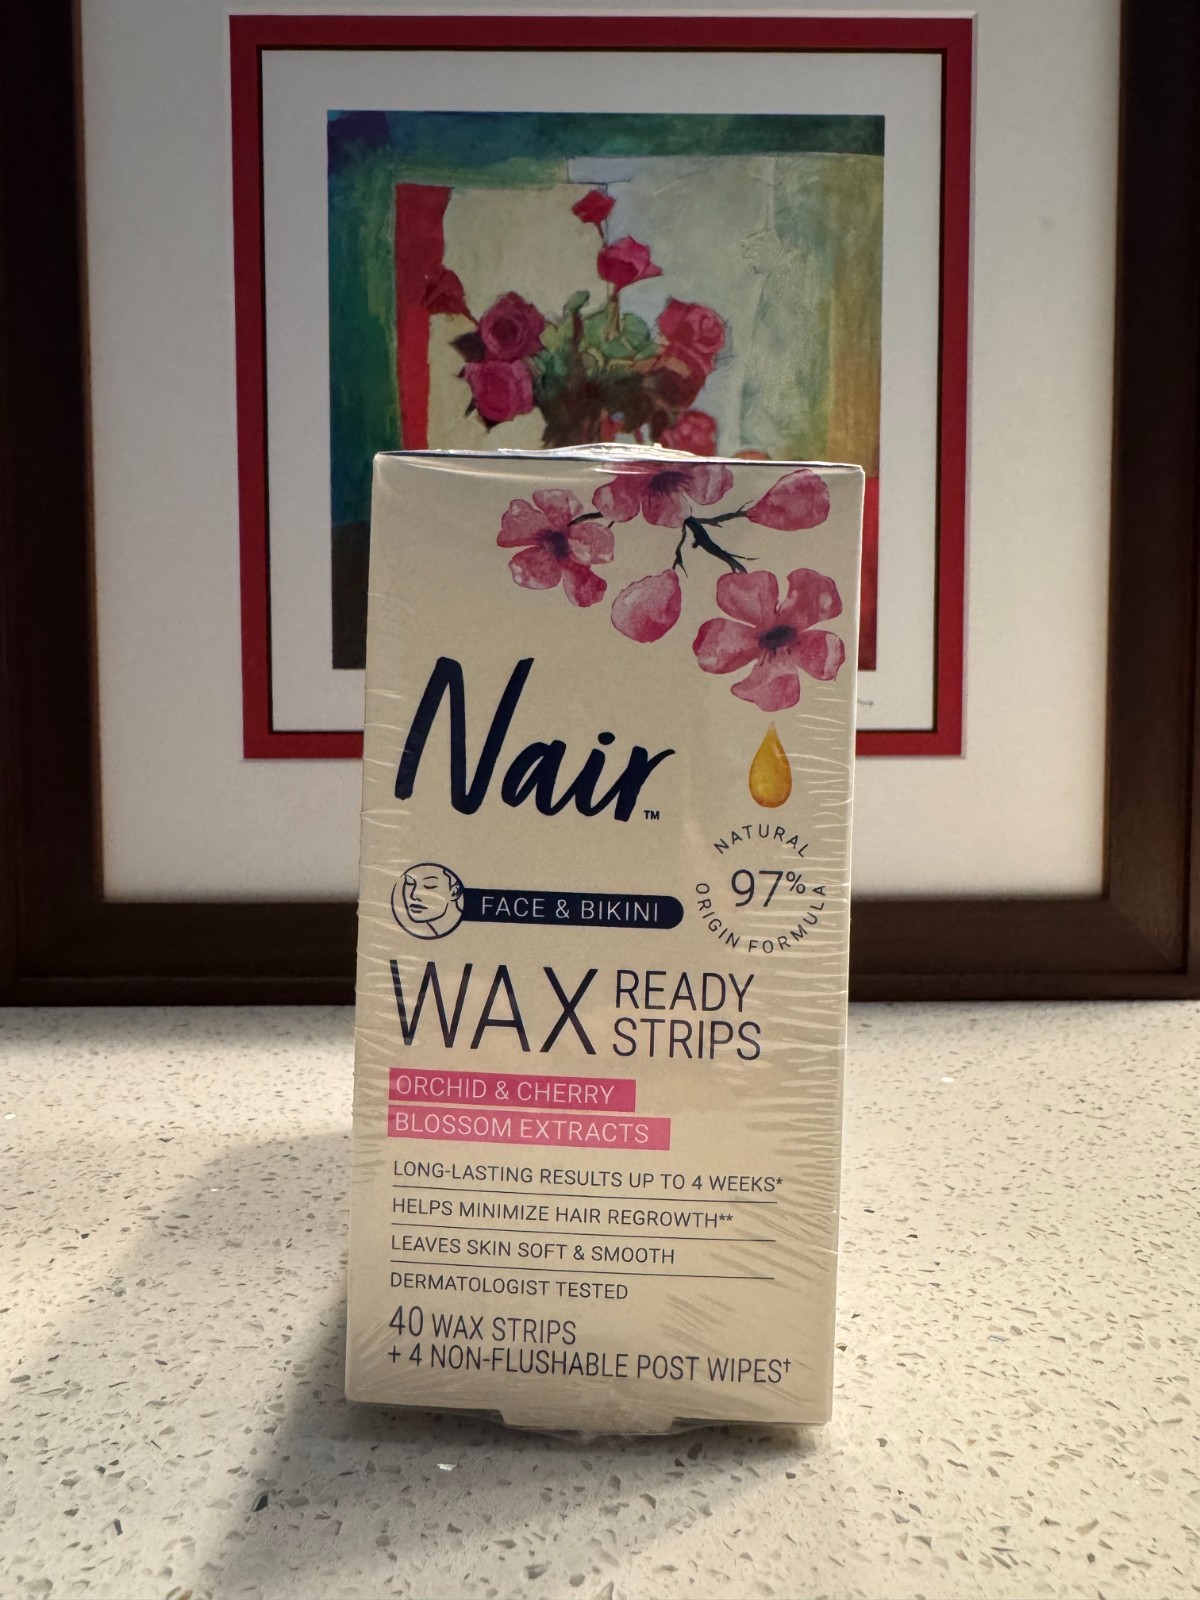 Nair™
NATURAL
97%
ORIGIN FORMULA
FACE & BIKINI
WAX READY
STRIPS
ORCHID & CHERRY
BLOSSOM EXTRACTS
LONG-LASTING RESULTS UP TO 4 WEEKS*
HELPS MINIMIZE HAIR REGROWTH**
LEAVES SKIN SOFT & SMOOTH
DERMATOLOGIST TESTED
40 WAX STRIPS
+ 4 NON-FLUSHABLE POST WIPES†